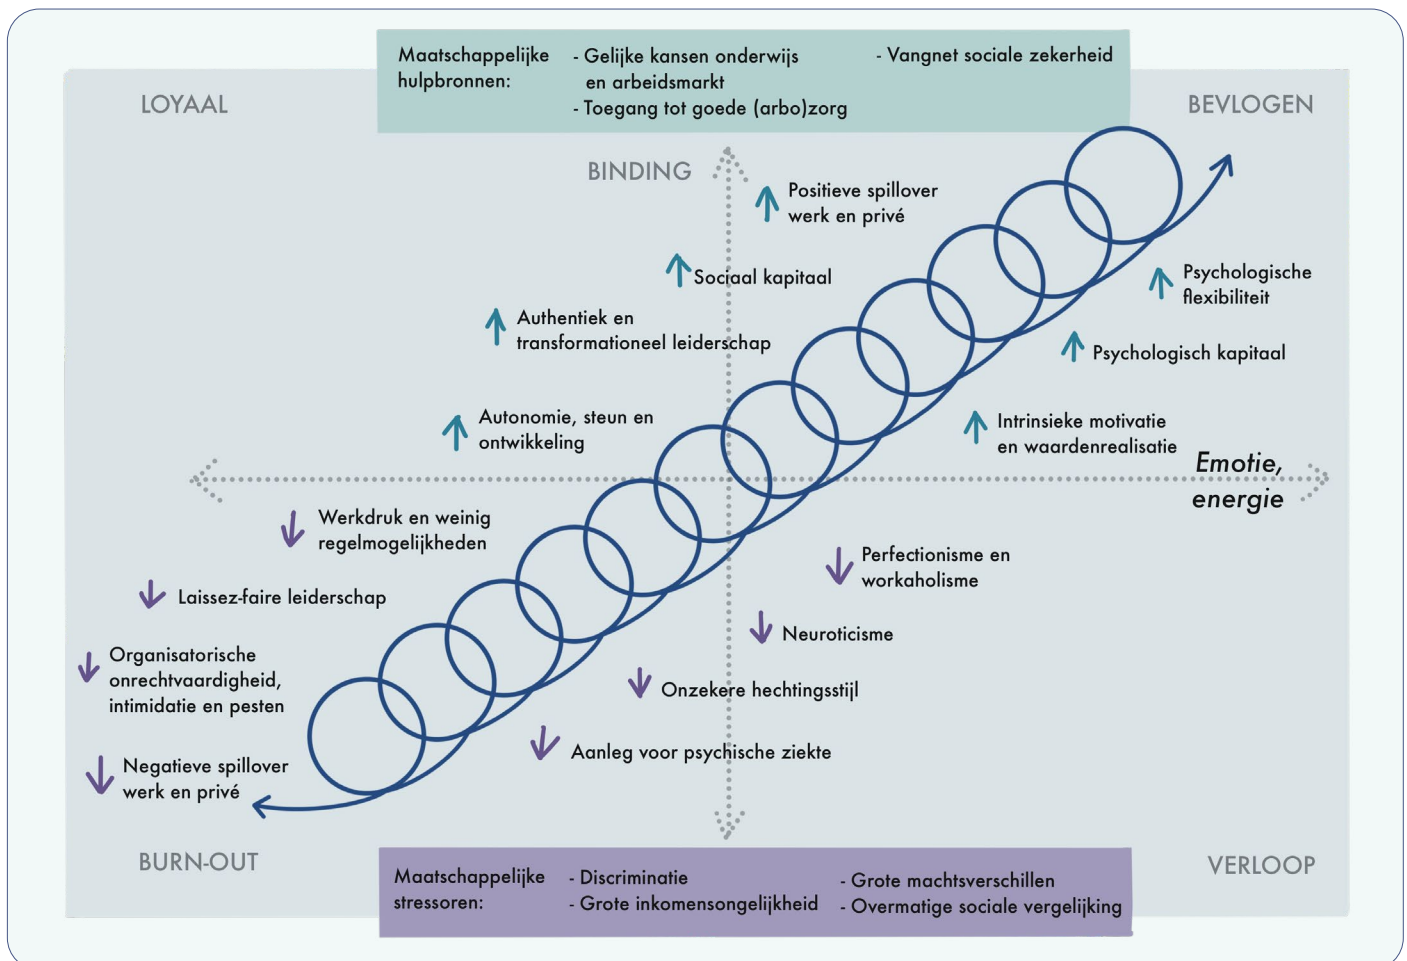 Maatschappelijke
hulpbronnen:
- Gelijke kansen onderwijs
en arbeidsmarkt
- Toegang tot goede (arbo)zorg
- Vangnet sociale zekerheid
LOYAAL
BEVLOGEN
BINDING
Positieve spillover
werk en privé
Sociaal kapitaal
Psychologische
flexibiliteit
Authentiek en
transformationeel leiderschap
Psychologisch kapitaal
Autonomie, steun en
ontwikkeling
Intrinsieke motivatie
en waardenrealisatie
Emotie,
energie
Werkdruk en weinig
regelmogelijkheden
Perfectionisme en
workaholisme
Laissez-faire leiderschap
Neuroticisme
Organisatorische
onrechtvaardigheid,
intimidatie en pesten
Onzekere hechtingsstijl
Aanleg voor psychische ziekte
Negatieve spillover
werk en privé
BURN-OUT
VERLOOP
Maatschappelijke
stressoren:
- Discriminatie
- Grote inkomensongelijkheid
- Grote machtsverschillen
- Overmatige sociale vergelijking